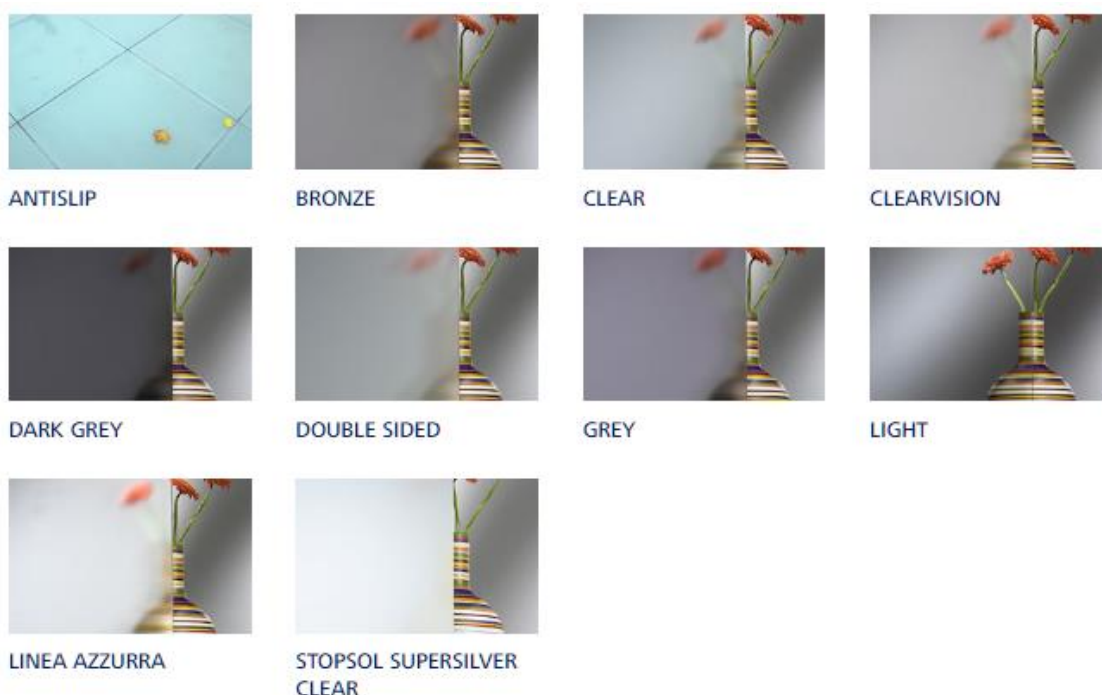 ANTISLIP
BRONZE
CLEAR
CLEARVISION
DARK GREY
DOUBLE SIDED
GREY
LIGHT
LINEA AZZURRA
STOPSOL SUPERSILVER
CLEAR